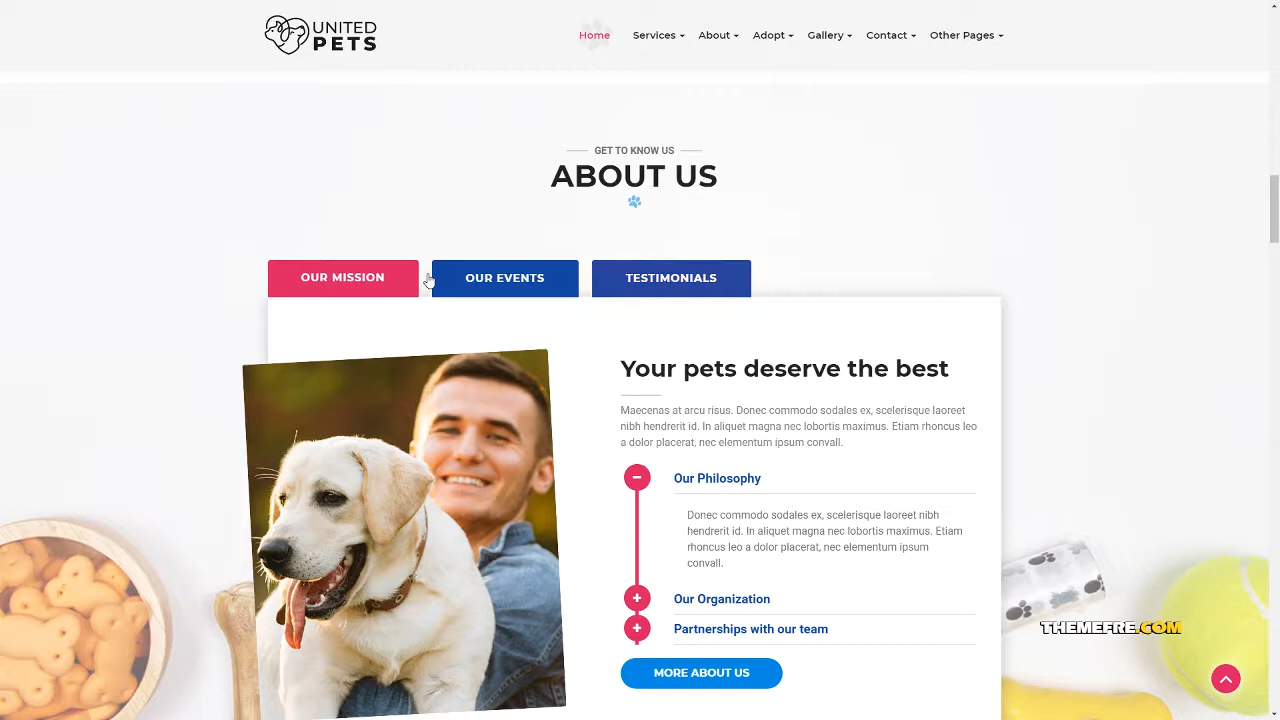 UNITED
PETS
Home
Services
About
Adopt
Gallery
Contact
Other Pages
GET TO KNOW US
ABOUT US
OUR MISSION
OUR EVENTS
TESTIMONIALS
Your pets deserve the best
Maecenas at arcu risus. Donec commodo sodales ex, scelerisque laoreet
nibh hendrerit id. In aliquet magna nec lobortis maximus. Etiam rhoncus leo
a dolor placerat, nec elementum ipsum convall.
Our Philosophy
Donec commodo sodales ex, scelerisque laoreet nibh
hendrerit id. In aliquet magna nec lobortis maximus. Etiam
rhoncus leo a dolor placerat, nec elementum ipsum
convall.
Our Organization
Partnerships with our team
THEMEFRE.COM
MORE ABOUT US